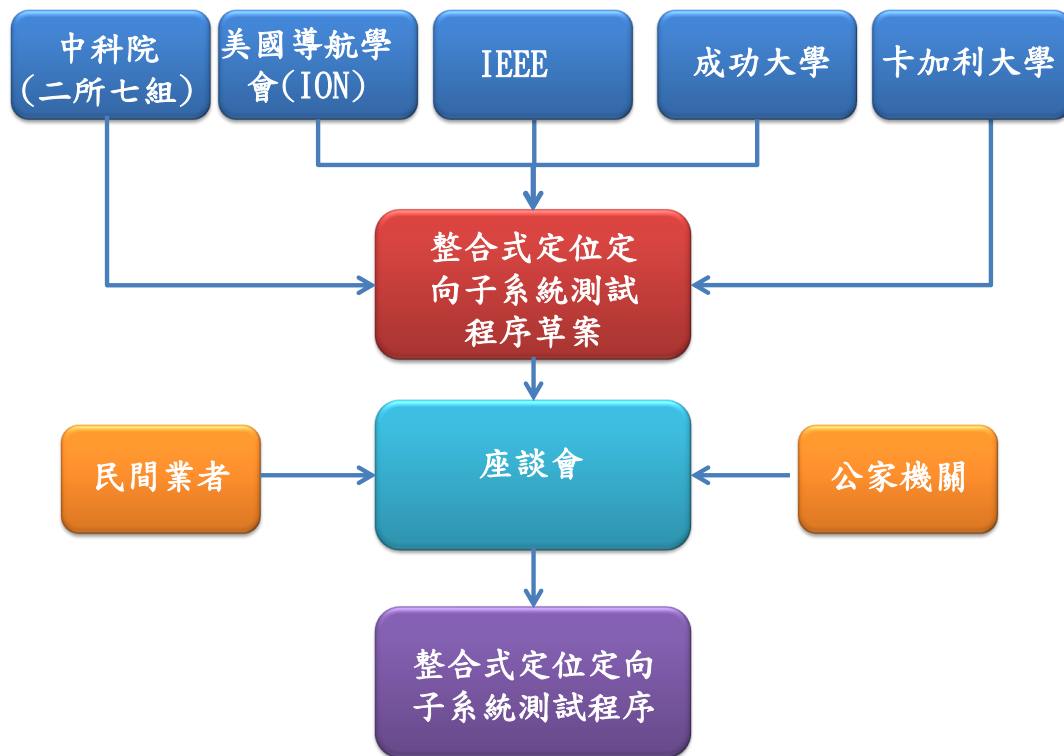 中科院
(二所七組)
美國導航學
會(ION)
IEEE
成功大學
卡加利大學
整合式定位定
向子系統測試
程序草案
民間業者
座談會
公家機關
整合式定位定向
子系統測試程序